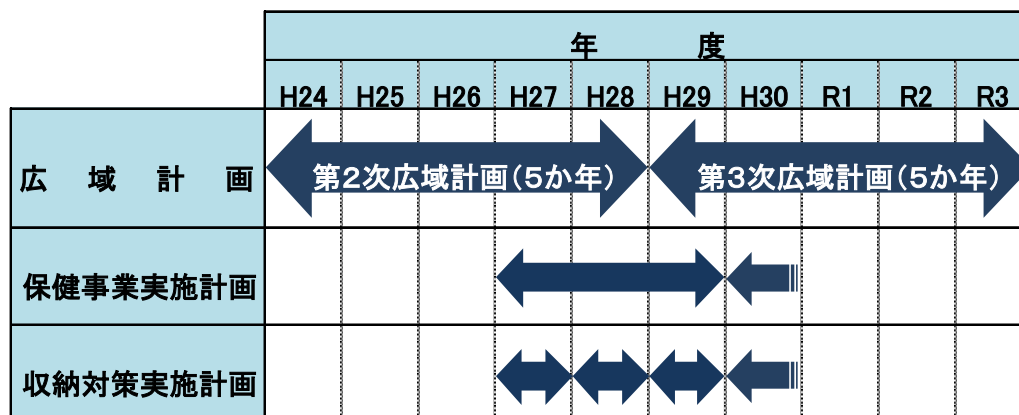 年 度
H24 H25 H26 H27 H28 H29 H30 R1 R2 R3
広 域 計 画 第2次広域計画(5か年) 第3次広域計画(5か年)
保健事業実施計画
収納対策実施計画